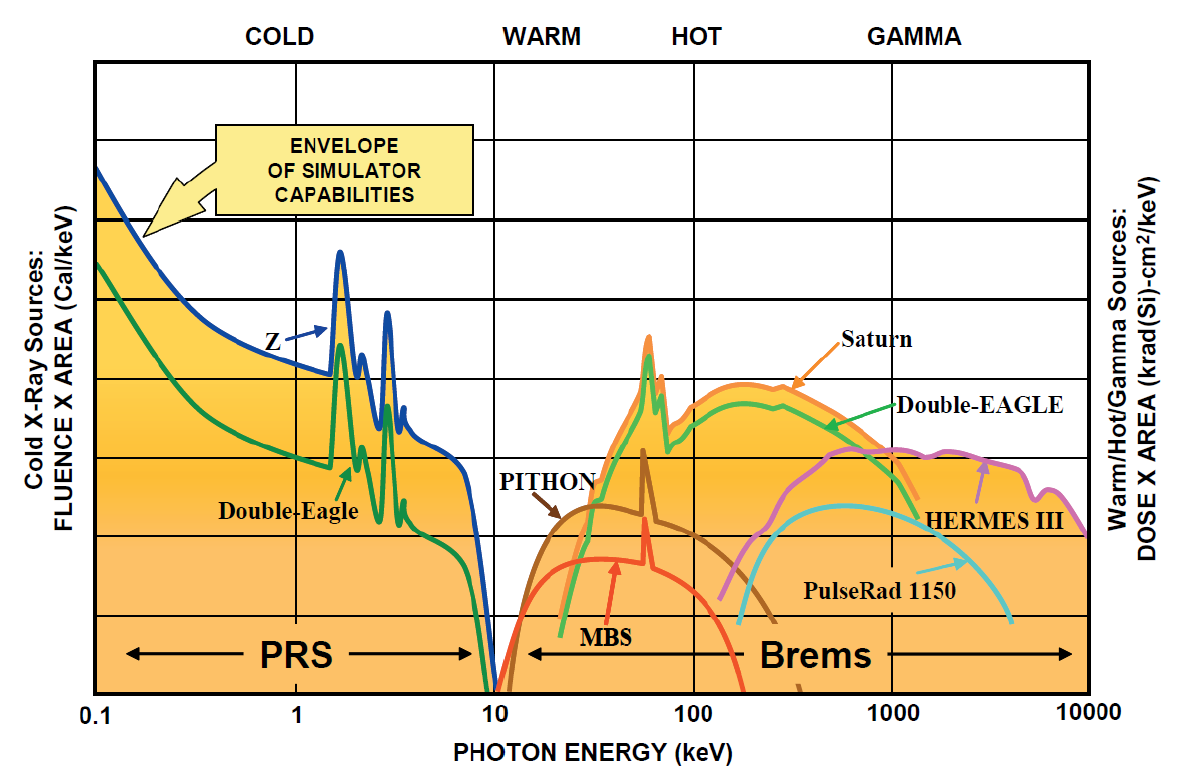 COLD WARM HOT GAMMA
ENVELOPE
OF SIMULATOR
CAPABILITIES
Cold X-Ray Sources:
FLUENCE X AREA (Cal/keV)
Warm/Hot/Gamma Sources:
DOSE X AREA (krad(Si)-cm²/keV)
Z
Saturn
Double-EAGLE
PITHON
Double-Eagle
HERMES III
PulseRad 1150
MBS
PRS
Brems
0.1 1 10 100 1000 10000
PHOTON ENERGY (keV)